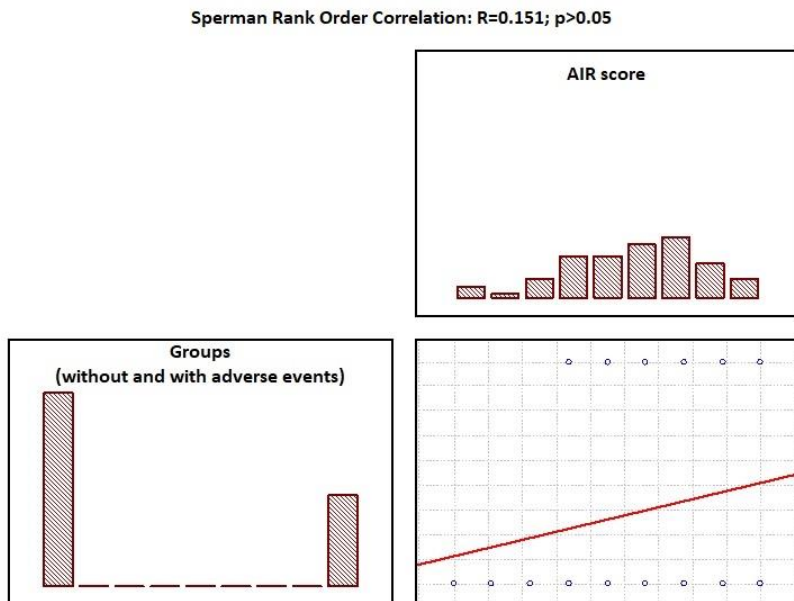 Sperman Rank Order Correlation: R=0.151; p>0.05
AIR score
Groups
(without and with adverse events)